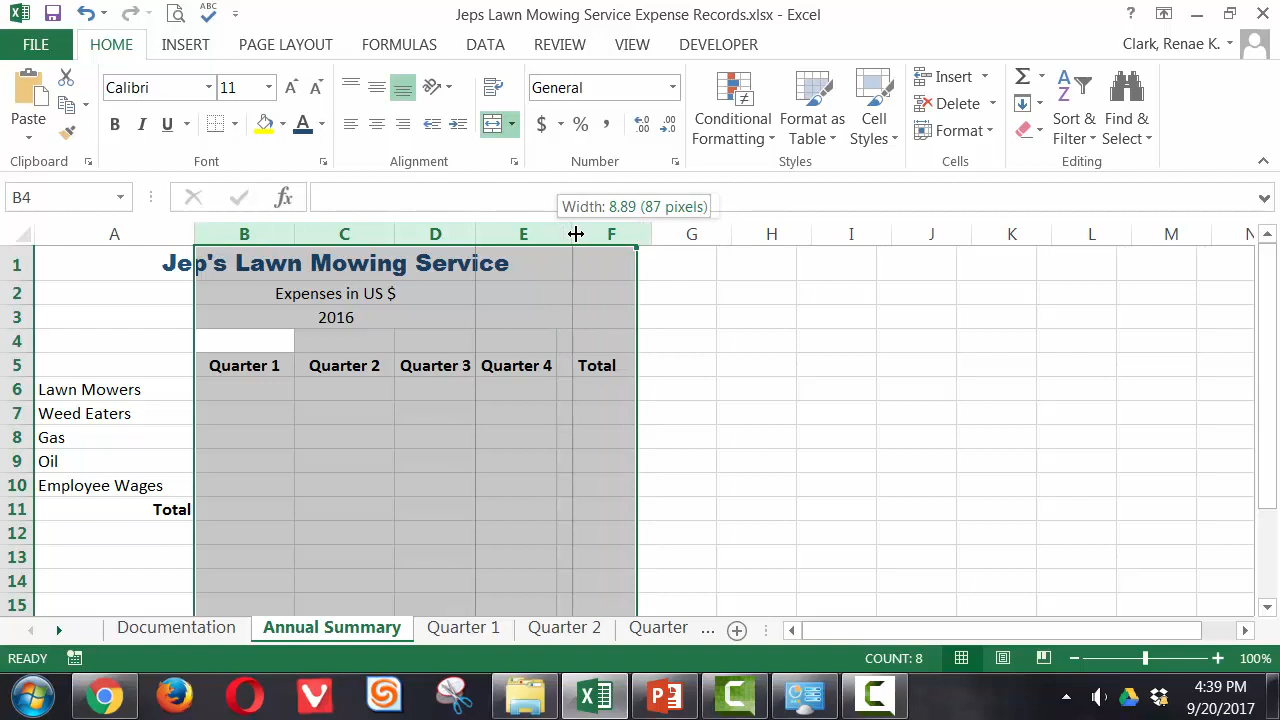 Jeps Lawn Mowing Service Expense Records.xlsx - Excel
?
FILE HOME INSERT PAGE LAYOUT FORMULAS DATA REVIEW VIEW DEVELOPER Clark, Renae K.
Paste
Calibri 11
B I U A
Clipboard Font Alignment
General
$ % ,
Number
Conditional Formatting
Format as Table
Cell Styles
Styles
Insert
Delete
Format
Cells
Sort & Filter
Find & Select
Editing
B4 fx
Width: 8.89 (87 pixels)
A B C D E F G H I J K L M N
1 Jep's Lawn Mowing Service
2 Expenses in US $
3 2016
4
5 Quarter 1 Quarter 2 Quarter 3 Quarter 4 Total
6 Lawn Mowers
7 Weed Eaters
8 Gas
9 Oil
10 Employee Wages
11 Total
12
13
14
15
Documentation Annual Summary Quarter 1 Quarter 2 Quarter ...
READY COUNT: 8 100%
4:39 PM
9/20/2017